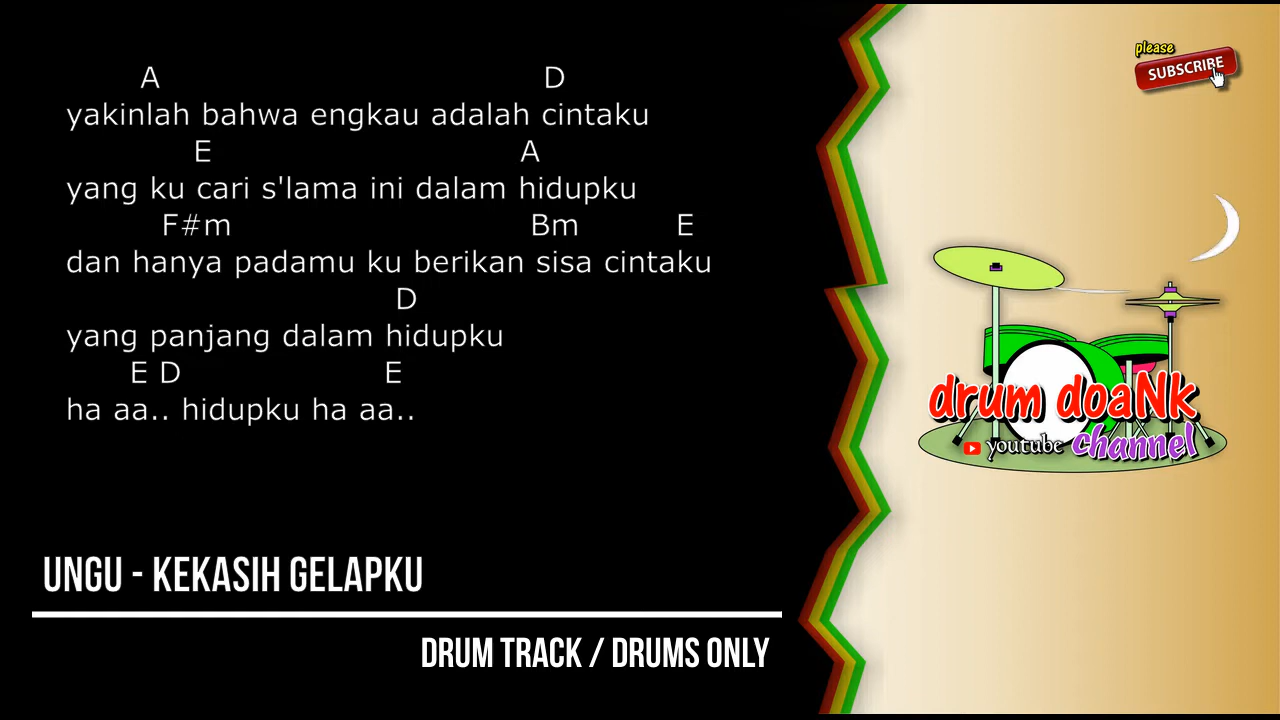 A D
yakinlah bahwa engkau adalah cintaku
E A
yang ku cari s'lama ini dalam hidupku
F#m Bm E
dan hanya padamu ku berikan sisa cintaku
D
yang panjang dalam hidupku
E D E
ha aa.. hidupku ha aa..
UNGU - KEKASIH GELAPKU
DRUM TRACK / DRUMS ONLY
please
SUBSCRIBE
drum doaNk
youtube channel